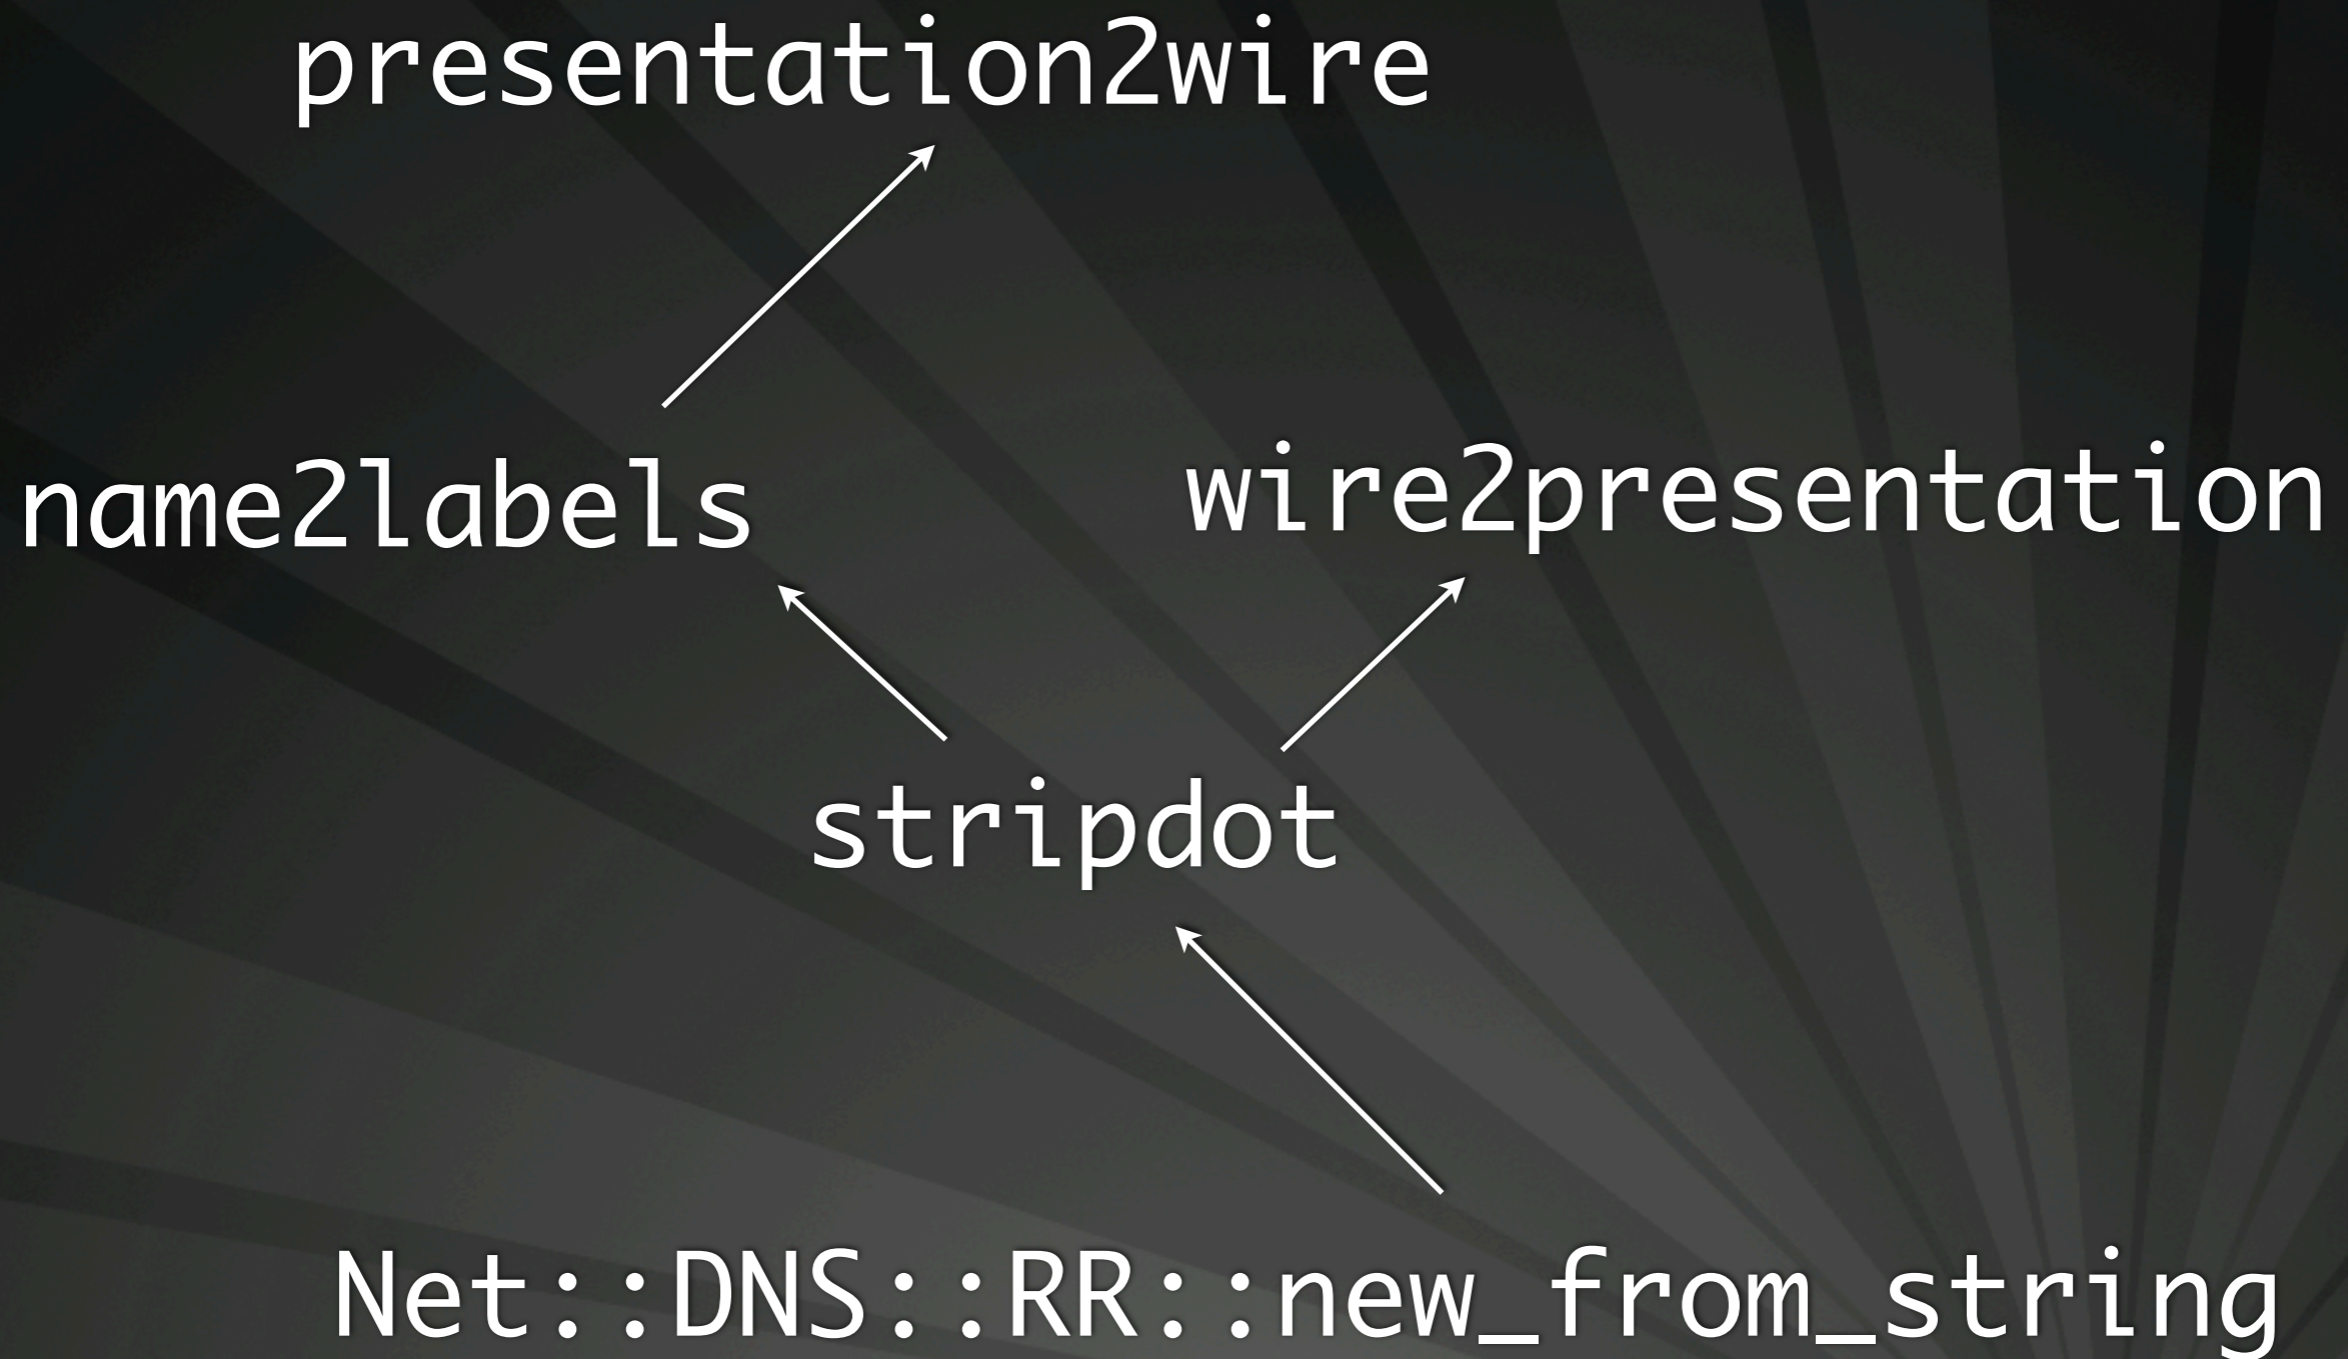 presentation2wire
name2labels
wire2presentation
stripdot
Net::DNS::RR::new_from_string